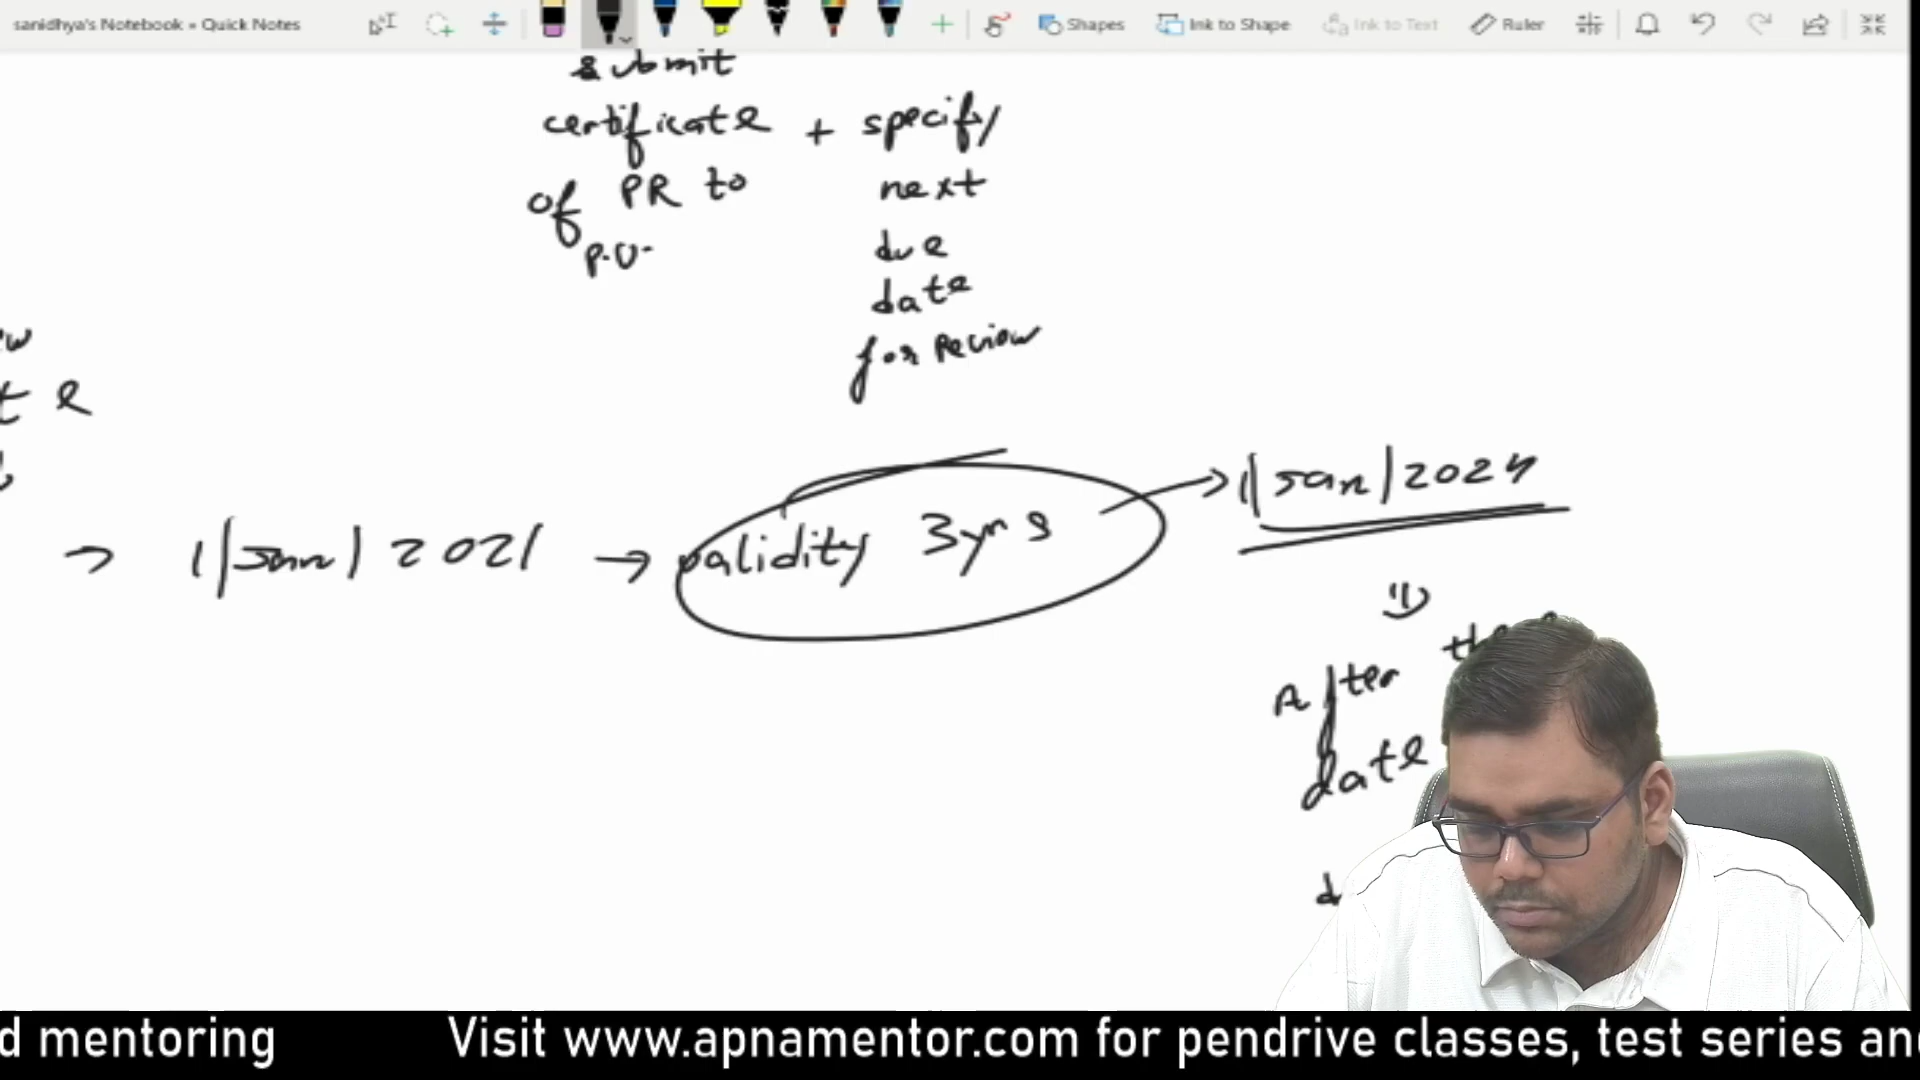 sanidhya's Notebook » Quick Notes
Shapes
Ink to Shape
Ink to Text
Ruler
submit
certificate + specify
of PR to next
P.U. due
date
for Review
te
→ 1/Jan/2021 → validity 3yrs → 1/Jan/2024
After
date
d mentoring Visit www.apnamentor.com for pendrive classes, test series an